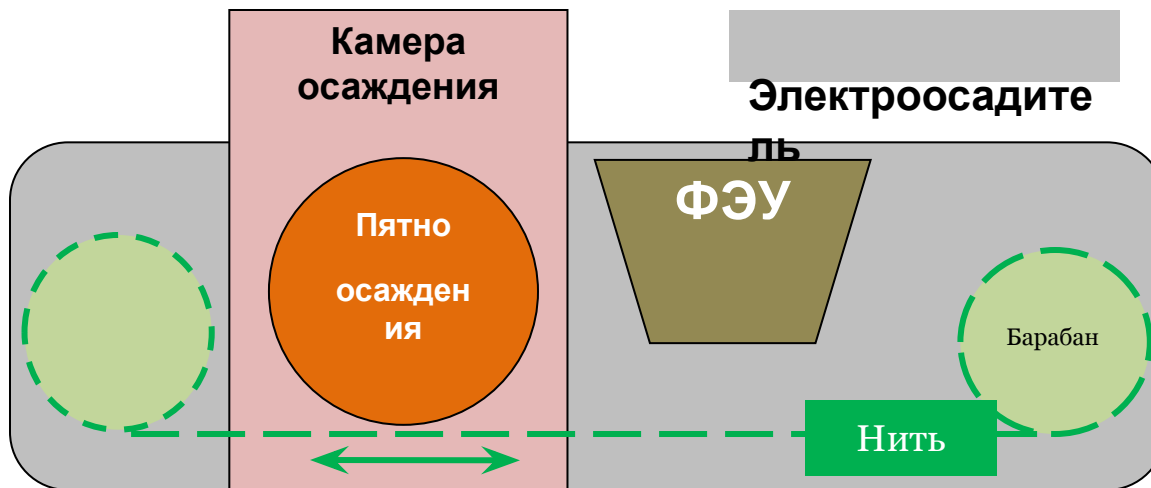 Камера
осаждения
Электроосадите
ль
ФЭУ
Пятно
осажден
ия
Барабан
Нить